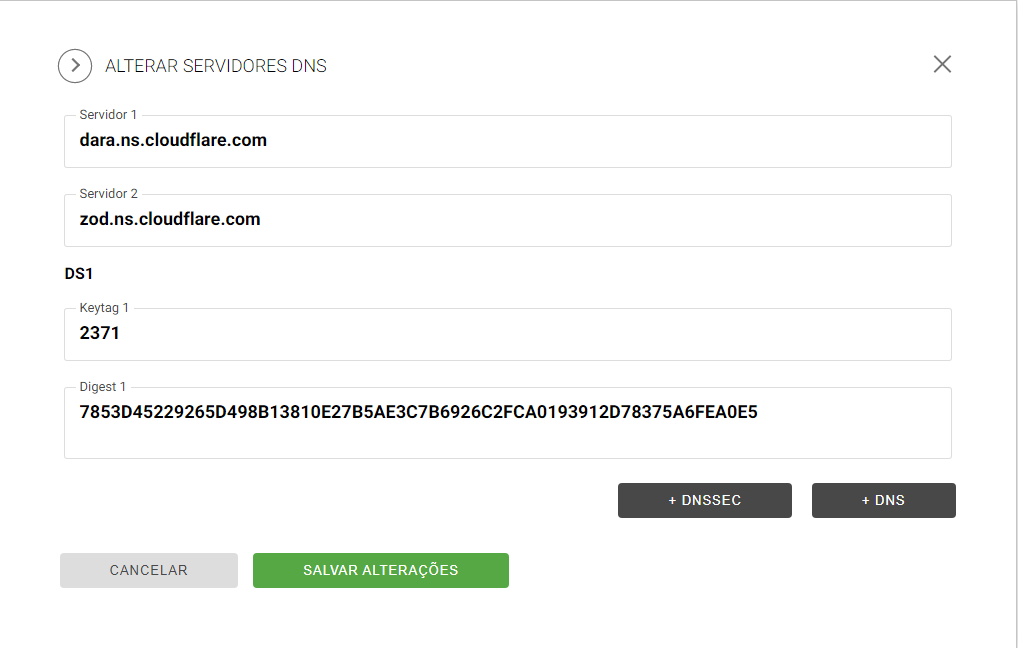 ALTERAR SERVIDORES DNS
Servidor 1
dara.ns.cloudflare.com
Servidor 2
zod.ns.cloudflare.com
DS1
Keytag 1
2371
Digest 1
7853D45229265D498B13810E27B5AE3C7B6926C2FCA0193912D78375A6FEA0E5
+ DNSSEC
+ DNS
CANCELAR
SALVAR ALTERAÇÕES